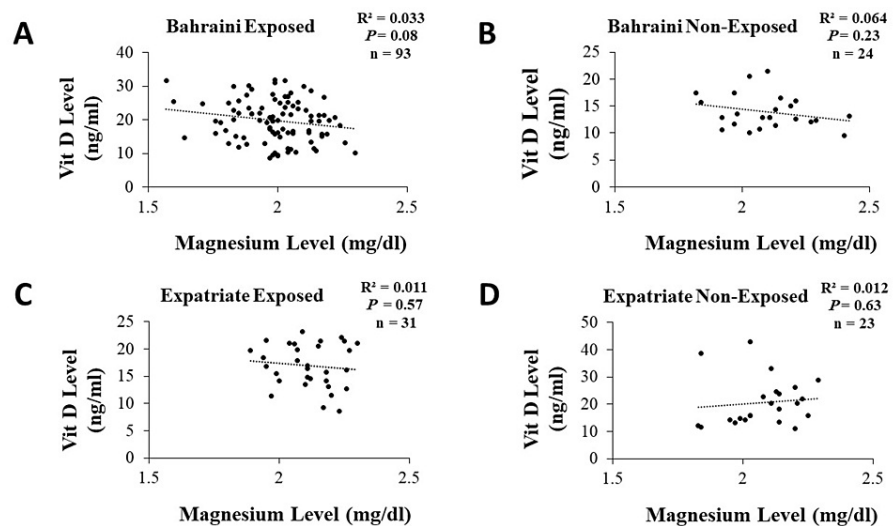 A
Bahraini Exposed
R² = 0.033
P = 0.08
n = 93
Vit D Level
(ng/ml)
40
30
20
10
0
1.5
2
2.5
Magnesium Level (mg/dl)
B
Bahraini Non-Exposed
R² = 0.064
P = 0.23
n = 24
Vit D Level
(ng/ml)
25
20
15
10
5
0
1.5
2
2.5
Magnesium Level (mg/dl)
C
Expatriate Exposed
R² = 0.011
P = 0.57
n = 31
Vit D Level
(ng/ml)
25
20
15
10
5
0
1.5
2
2.5
Magnesium Level (mg/dl)
D
Expatriate Non-Exposed
R² = 0.012
P = 0.63
n = 23
Vit D Level
(ng/ml)
50
40
30
20
10
0
1.5
2
2.5
Magnesium Level (mg/dl)